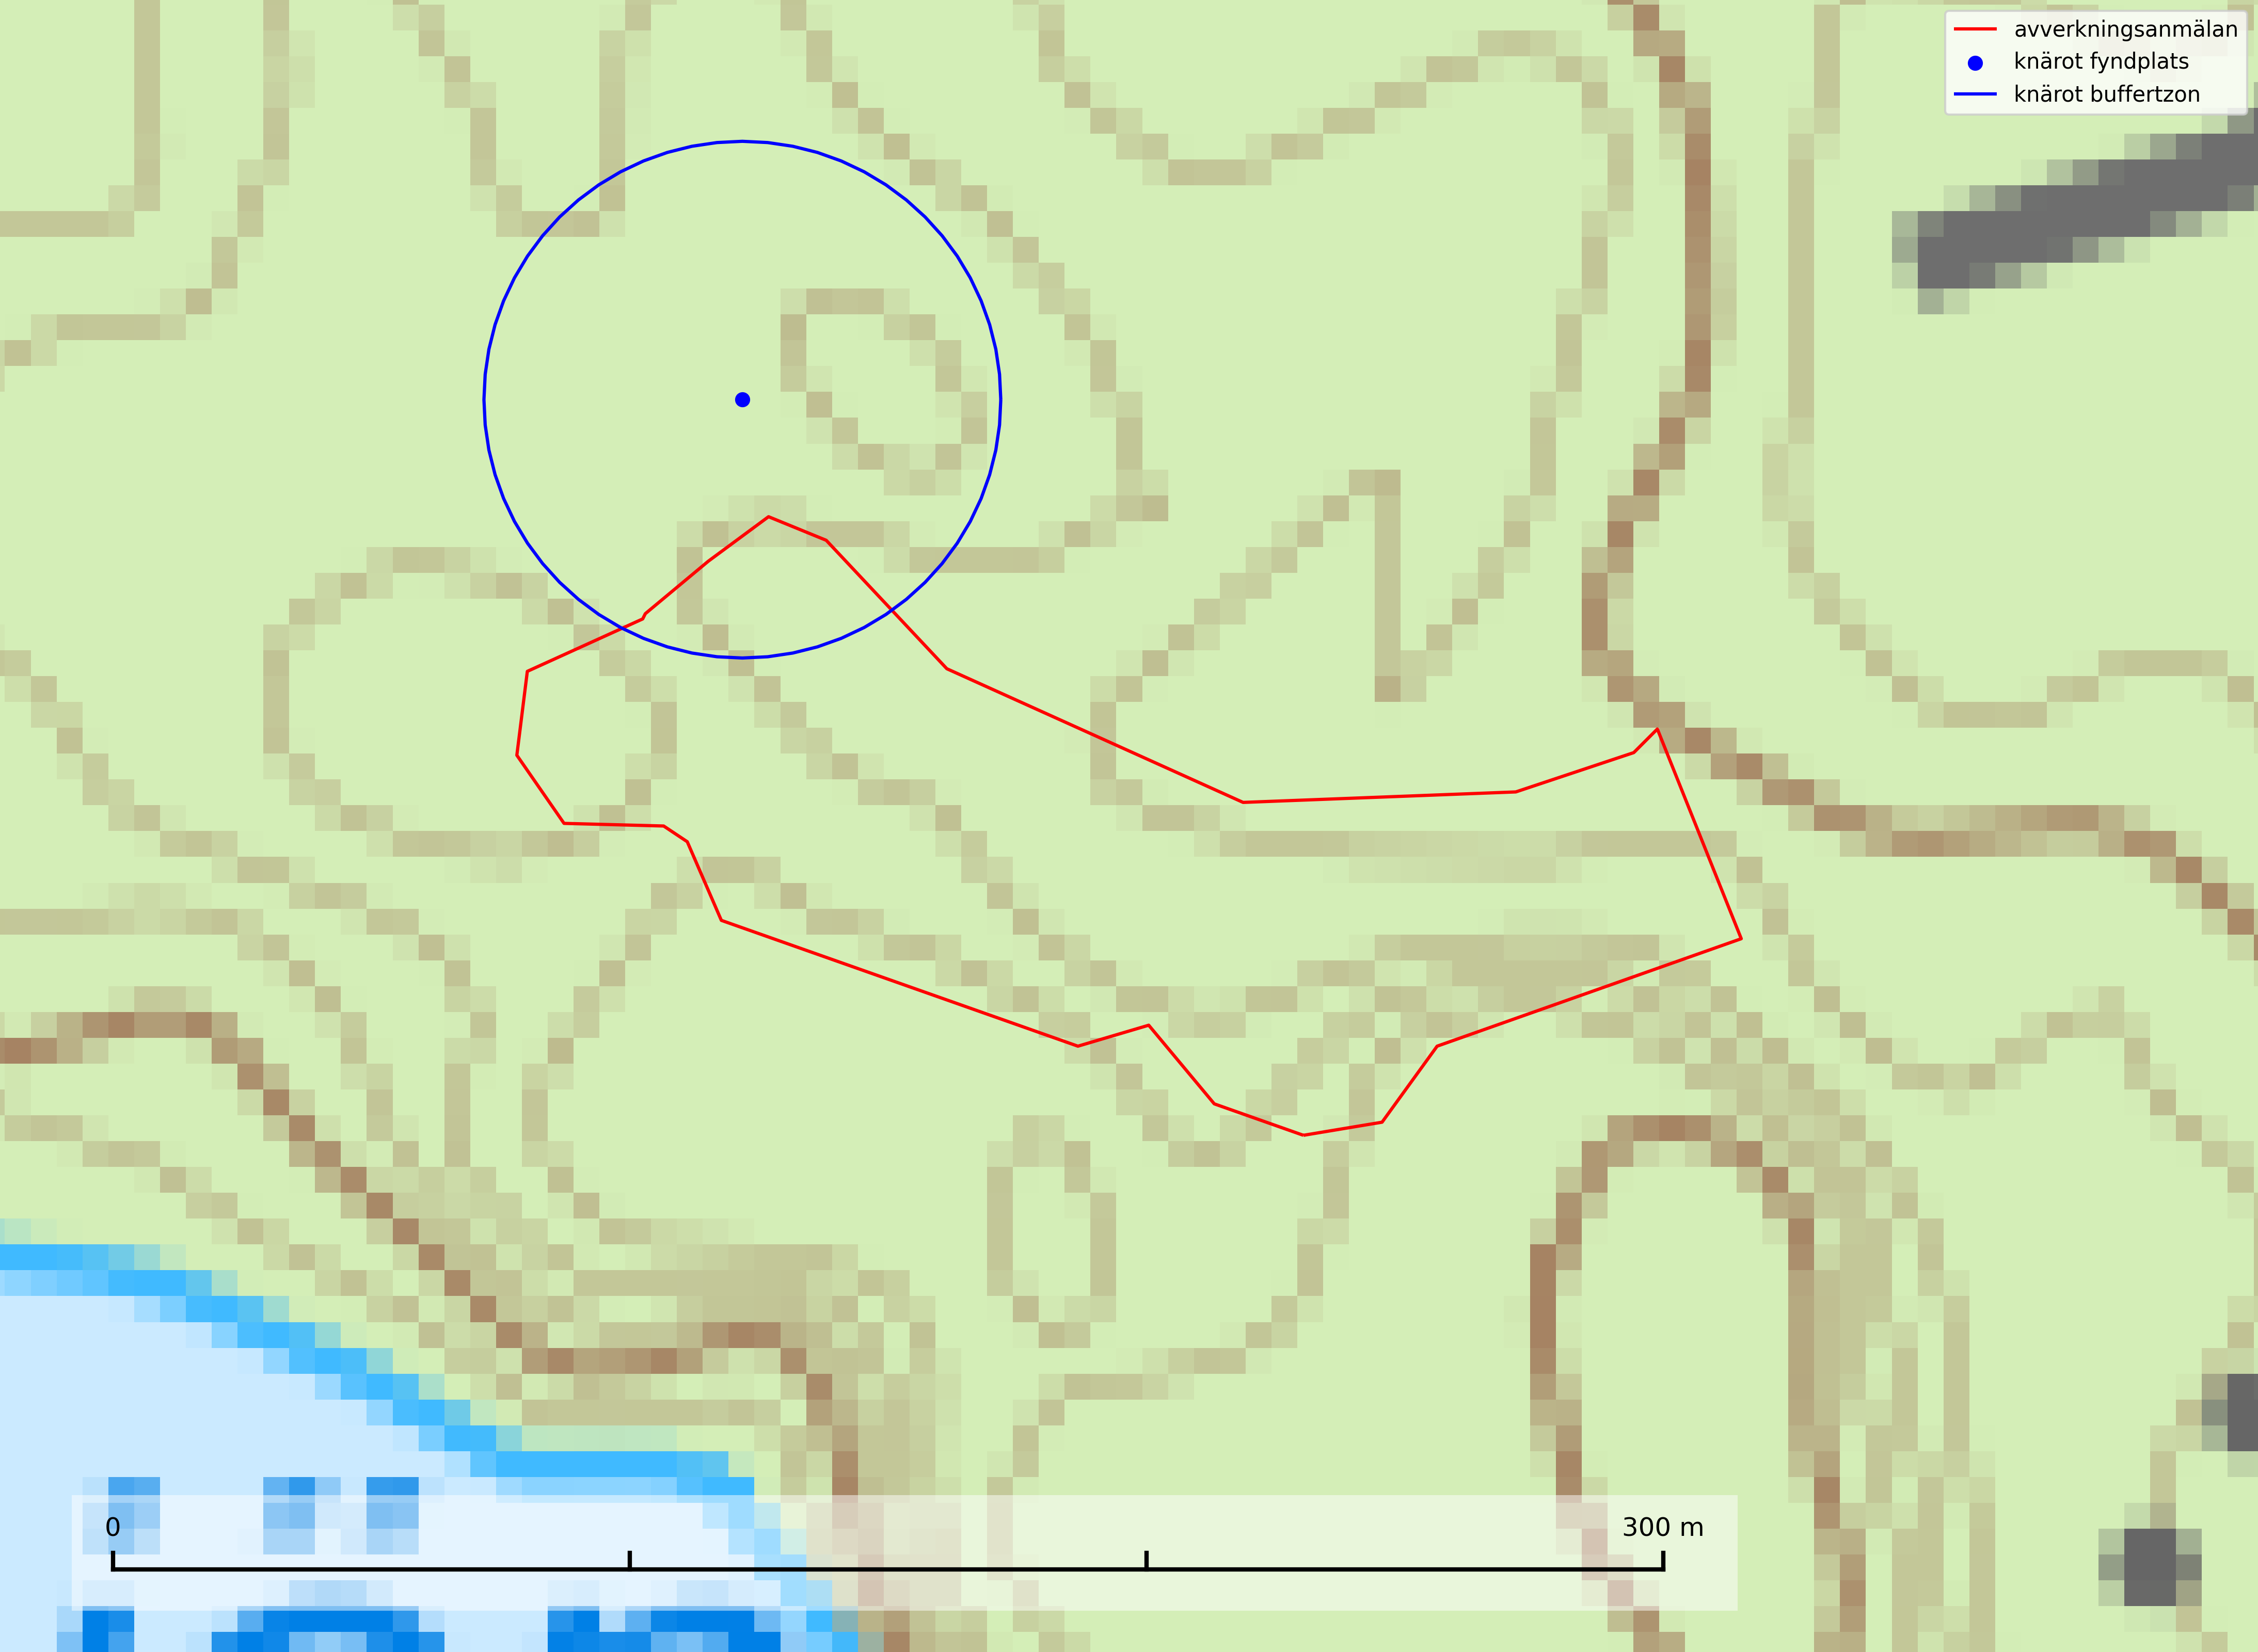 avverkningsanmälan
knärot fyndplats
knärot buffertzon
0
300 m